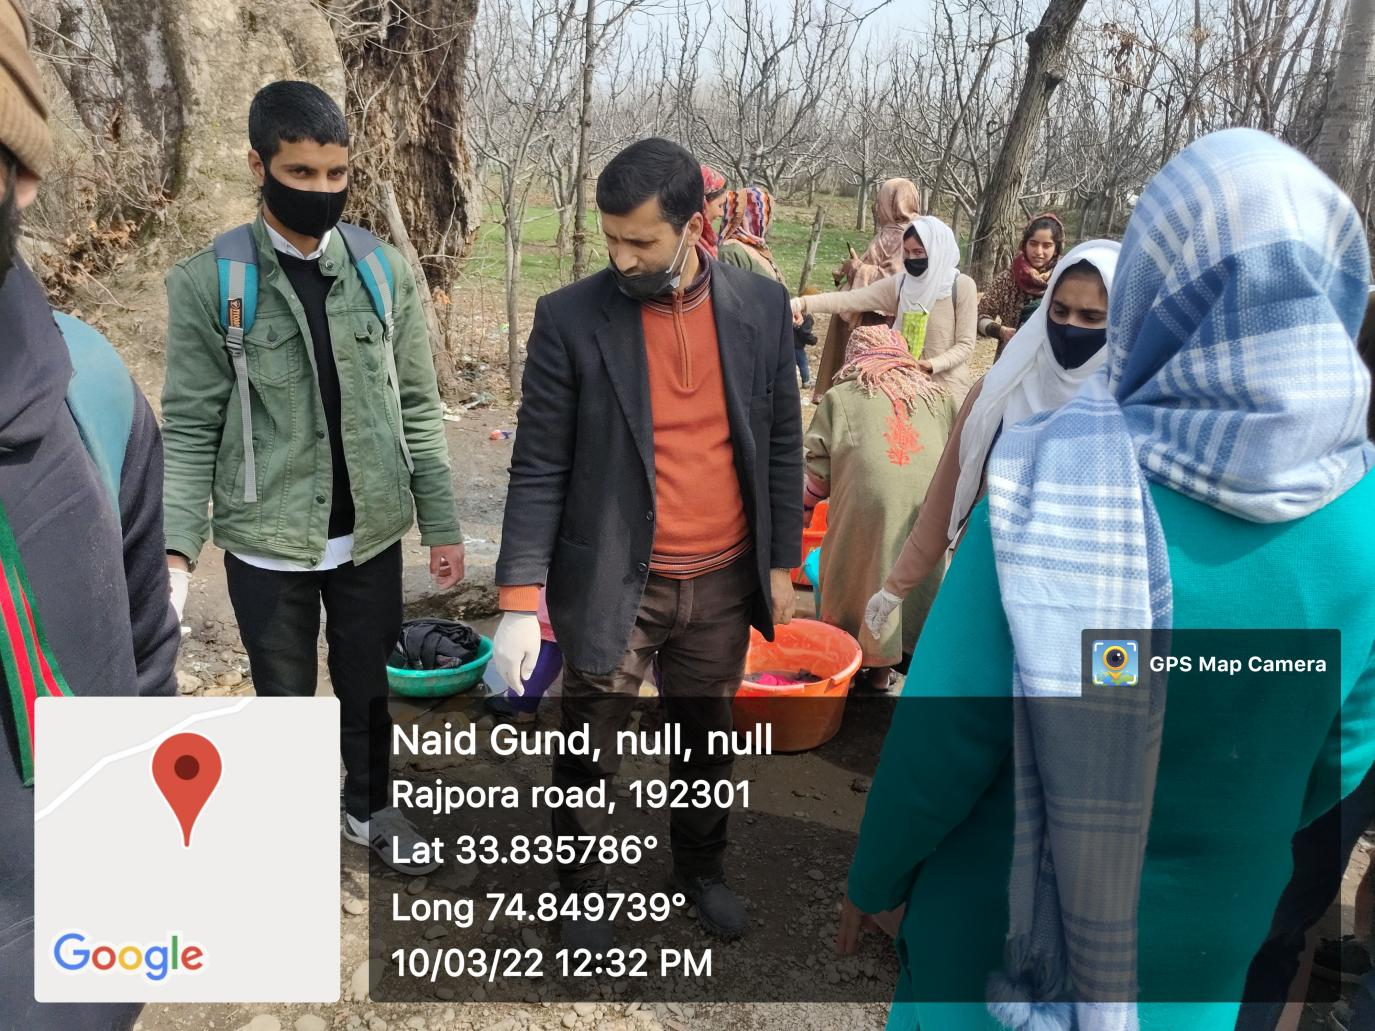 GPS Map Camera
Naid Gund, null, null
Rajpora road, 192301
Lat 33.835786°
Long 74.849739°
10/03/22 12:32 PM
Google